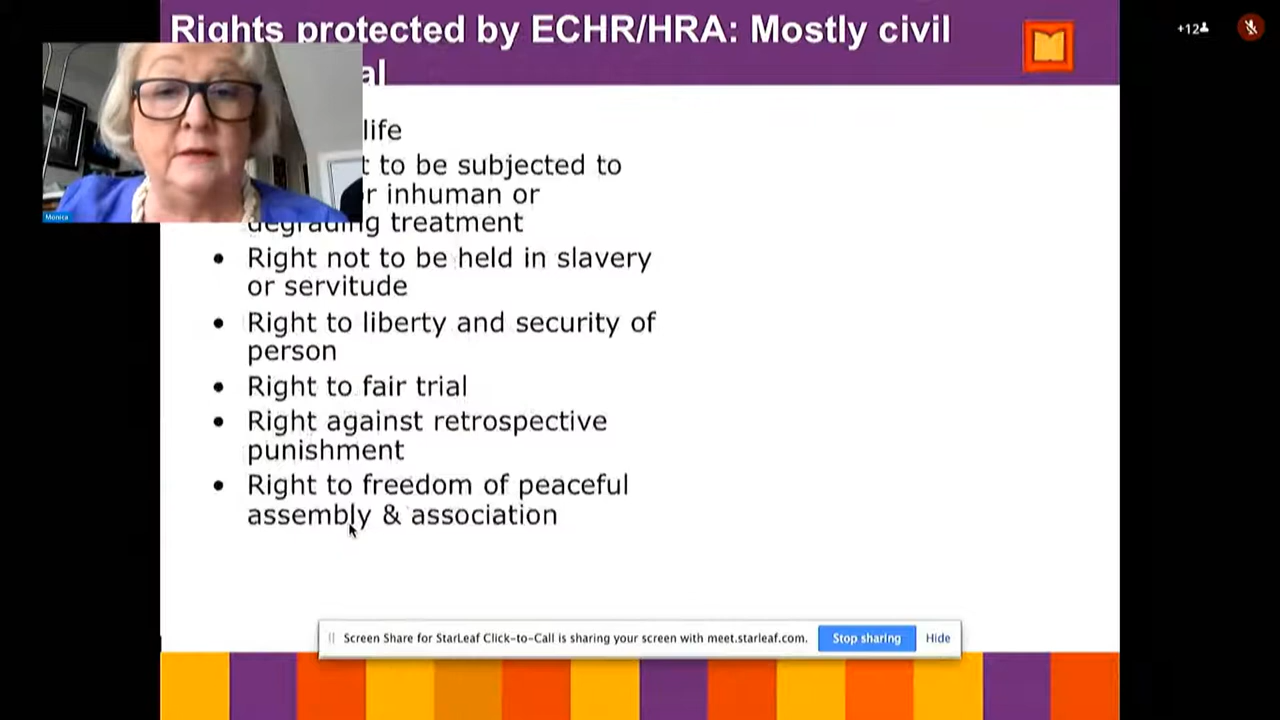 Rights protected by ECHR/HRA: Mostly civil
+12
life
to be subjected to
inhuman or
degrading treatment
Monica
• Right not to be held in slavery
or servitude
• Right to liberty and security of
person
• Right to fair trial
• Right against retrospective
punishment
• Right to freedom of peaceful
assembly & association
Screen Share for StarLeaf Click-to-Call is sharing your screen with meet.starleaf.com. Stop sharing Hide